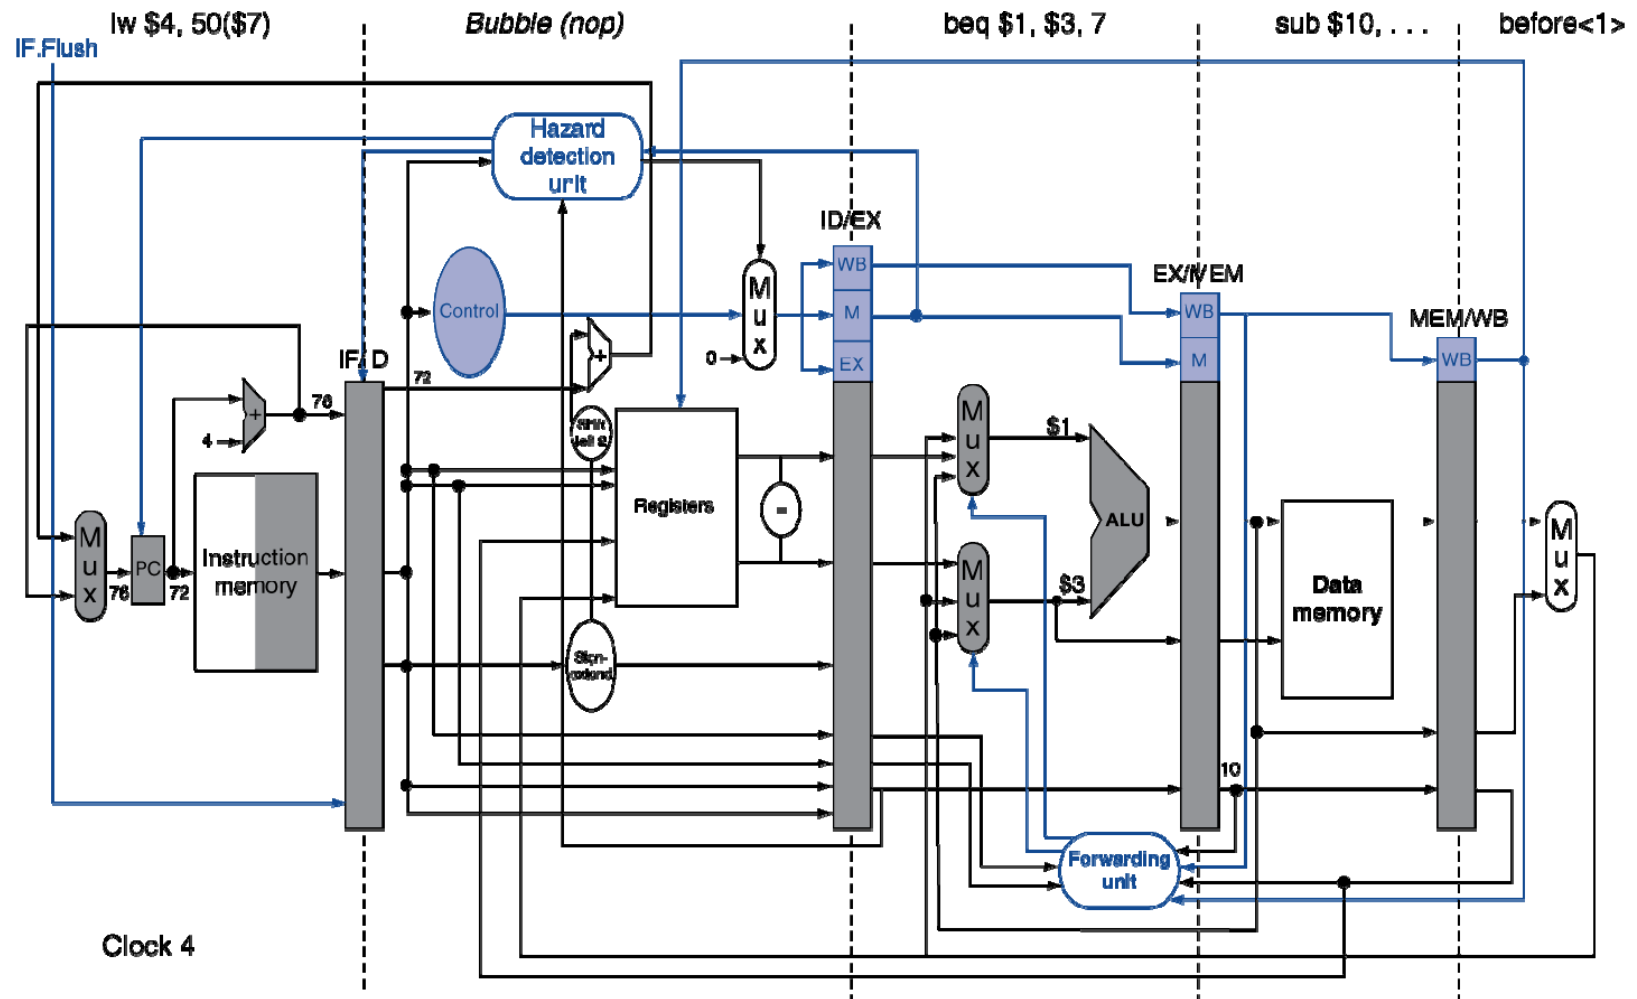 lw $4, 50($7)
Bubble (nop)
beq $1, $3, 7
sub $10, . . .
before<1>
IF.Flush
Hazard
detection
unit
ID/EX
WB
M
EX
EX/MEM
WB
M
MEM/WB
WB
Control
M
u
x
0
IF/ID
72
+
4
+
76
Registers
=
M
u
x
$1
M
u
x
$3
ALU
M
u
x
76
PC
72
Instruction
memory
Data
memory
M
u
x
Sign-
extend
10
Forwarding
unit
Clock 4